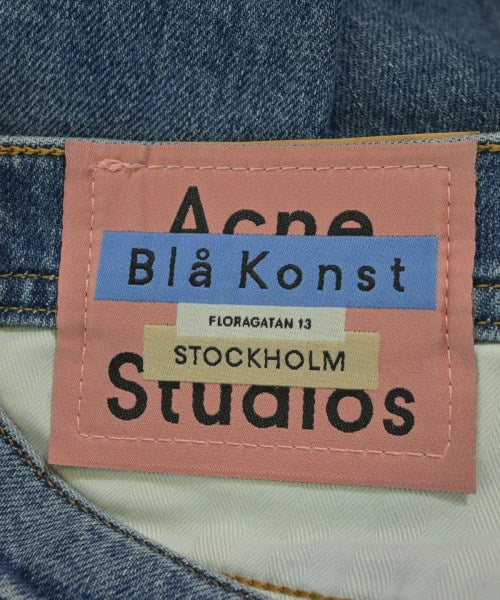 Acne
Blå Konst
FLORAGATAN 13
STOCKHOLM
Studios